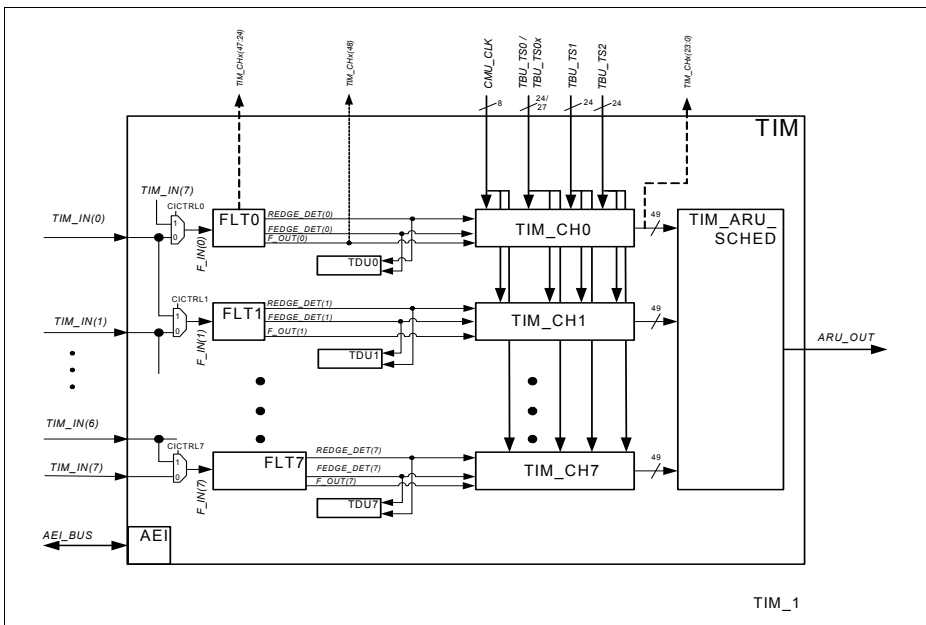 TIM_CHx(47:24)
TIM_CHx(48)
CMU_CLK
TBU_TS0 /
TBU_TS0x
TBU_TS1
TBU_TS2
TIM_CHx(23:0)
8
24/
27
24
24
TIM
TIM_IN(7)
CICTRL0
TIM_IN(0)
1
0
F_IN(0)
FLT0
REDGE_DET(0)
FEDGE_DET(0)
F_OUT(0)
TDU0
TIM_CH0
49
TIM_ARU_
SCHED
CICTRL1
TIM_IN(1)
1
0
F_IN(1)
FLT1
REDGE_DET(1)
FEDGE_DET(1)
F_OUT(1)
TDU1
TIM_CH1
49
ARU_OUT
TIM_IN(6)
CICTRL7
TIM_IN(7)
1
0
F_IN(7)
FLT7
REDGE_DET(7)
FEDGE_DET(7)
F_OUT(7)
TDU7
TIM_CH7
49
AEI_BUS
AEI
TIM_1